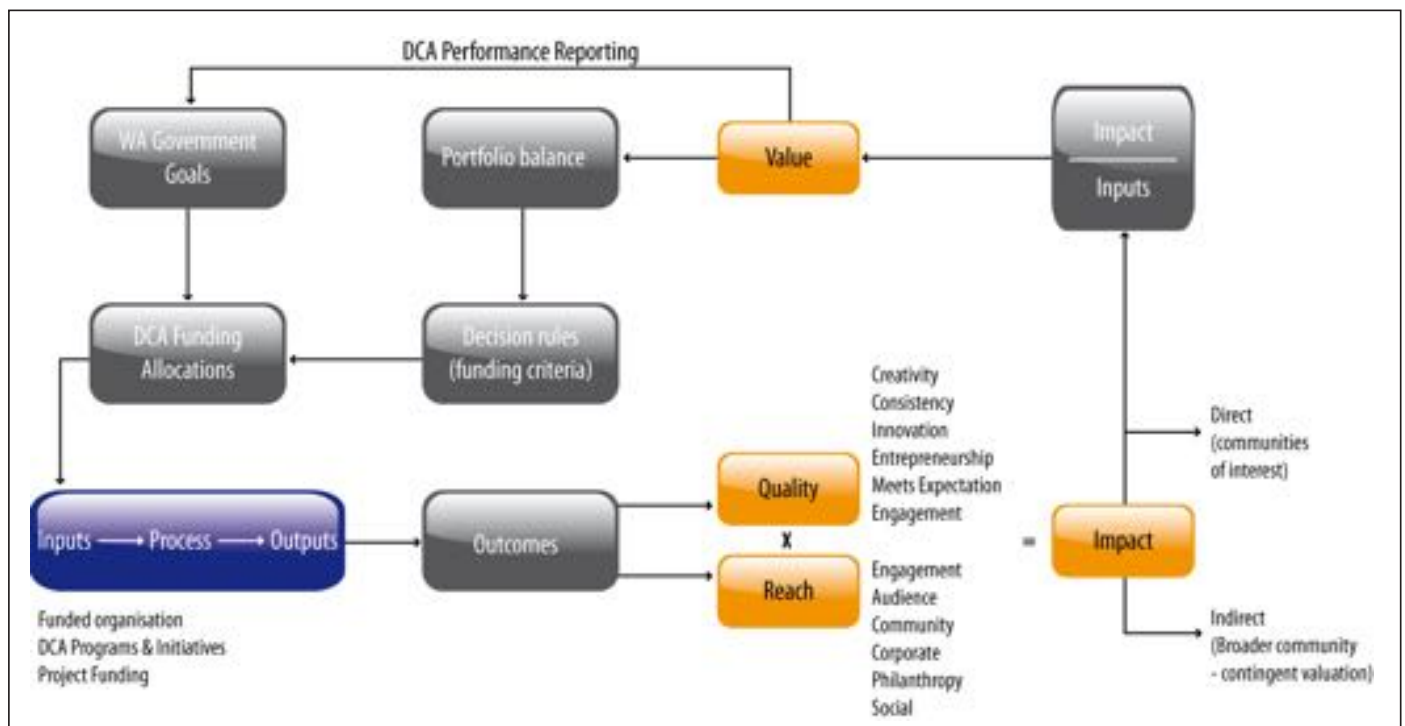 DCA Performance Reporting
WA Government
Goals
Portfolio balance
Value
Impact
Inputs
DCA Funding
Allocations
Decision rules
(funding criteria)
Inputs
Process
Outputs
Funded organisation
DCA Programs & Initiatives
Project Funding
Outcomes
Quality
x
Reach
Creativity
Consistency
Innovation
Entrepreneurship
Meets Expectation
Engagement
Engagement
Audience
Community
Corporate
Philanthropy
Social
=
Impact
Direct
(communities
of interest)
Indirect
(Broader community
- contingent valuation)